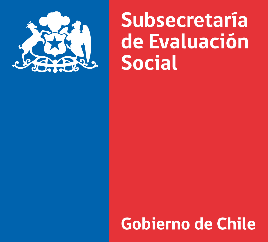 Subsecretaría
de Evaluación
Social
Gobierno de Chile